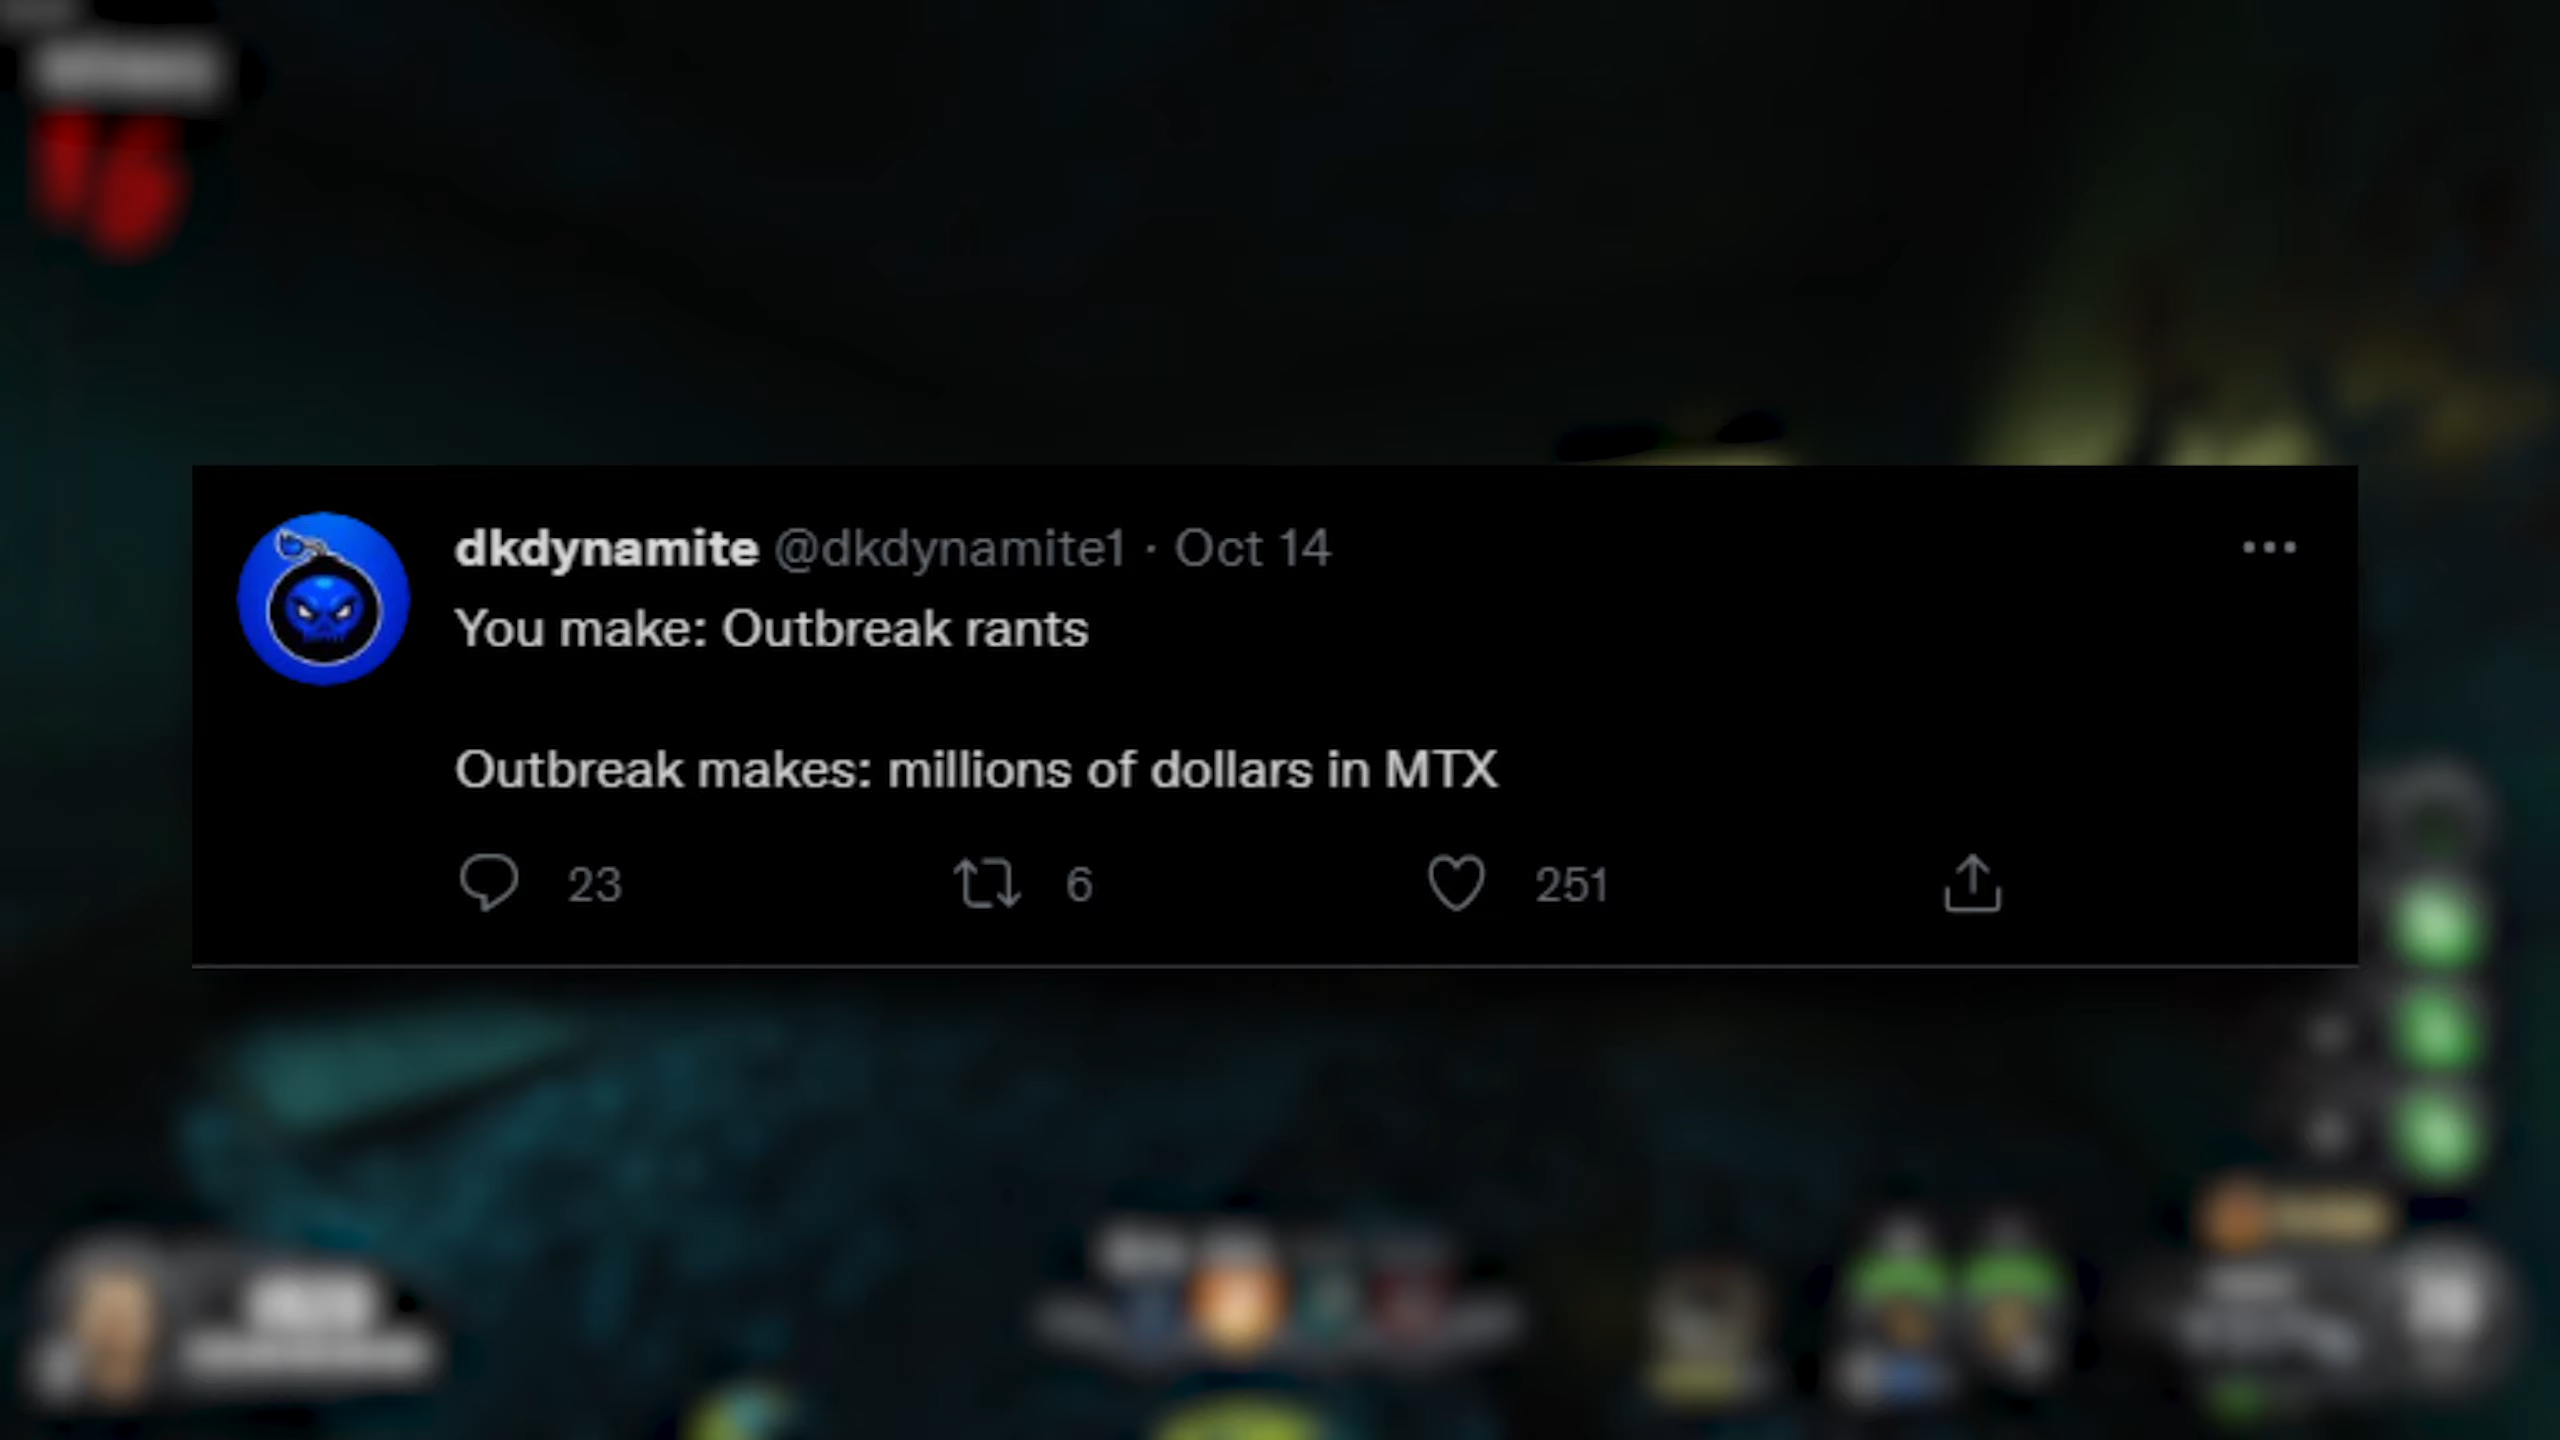 dkdynamite @dkdynamite1 · Oct 14
You make: Outbreak rants
Outbreak makes: millions of dollars in MTX
23 6 251